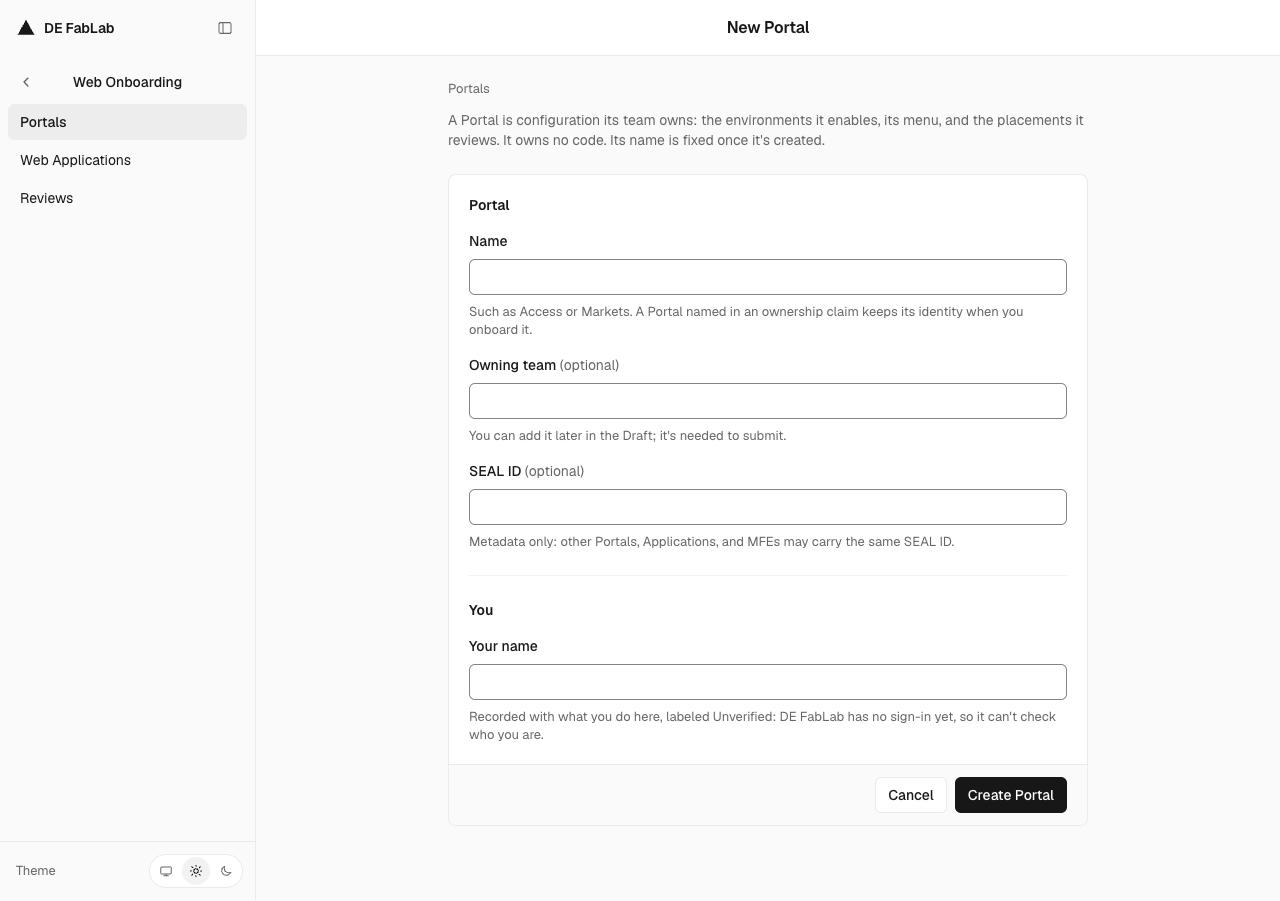 DE FabLab
New Portal
Web Onboarding
Portals
Web Applications
Reviews
Portals
A Portal is configuration its team owns: the environments it enables, its menu, and the placements it
reviews. It owns no code. Its name is fixed once it's created.
Portal
Name
Such as Access or Markets. A Portal named in an ownership claim keeps its identity when you
onboard it.
Owning team (optional)
You can add it later in the Draft; it's needed to submit.
SEAL ID (optional)
Metadata only: other Portals, Applications, and MFEs may carry the same SEAL ID.
You
Your name
Recorded with what you do here, labeled Unverified: DE FabLab has no sign-in yet, so it can't check
who you are.
Cancel
Create Portal
Theme